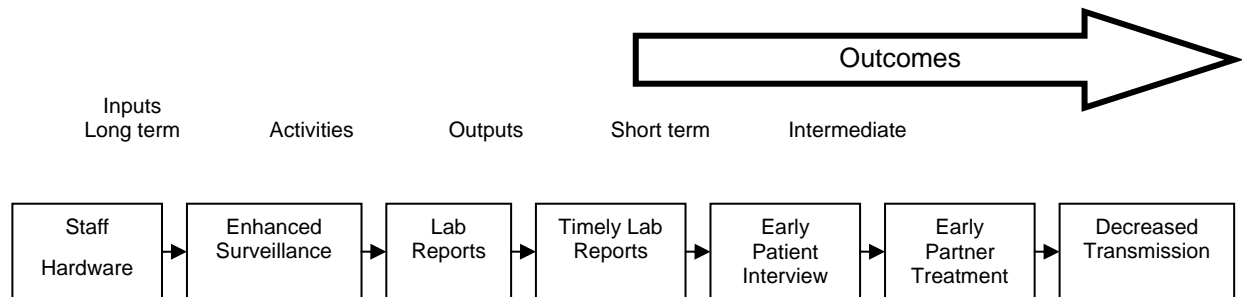 Outcomes
Inputs
Long term
Activities
Outputs
Short term
Intermediate
Staff
Hardware
Enhanced
Surveillance
Lab
Reports
Timely Lab
Reports
Early
Patient
Interview
Early
Partner
Treatment
Decreased
Transmission